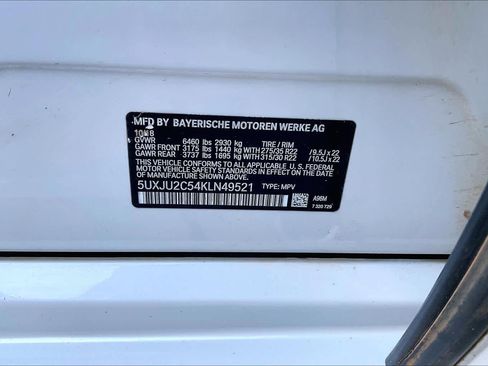 MFD BY BAYERISCHE MOTOREN WERKE AG
10/18
GVWR 6460 lbs 2930 kg TIRE / RIM
GAWR FRONT 3175 lbs 1440 kg WITH 275/35 R22 / 9.5J x 22
GAWR REAR 3737 lbs 1695 kg WITH 315/30 R22 / 10.5J x 22
THIS VEHICLE CONFORMS TO ALL APPLICABLE U.S. FEDERAL
MOTOR VEHICLE SAFETY STANDARDS IN EFFECT
ON THE DATE OF MANUFACTURE SHOWN ABOVE.
5UXJU2C54KLN49521 TYPE: MPV
A96M
7 320 729